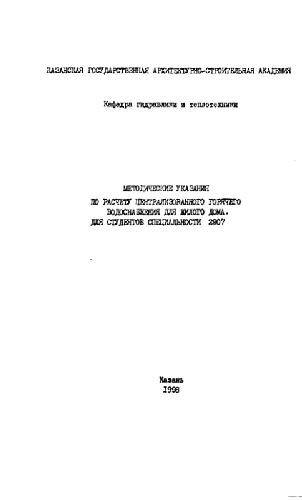 КАЗАНСКАЯ ГОСУДАРСТВЕННАЯ АРХИТЕКТУРНО-СТРОИТЕЛЬНАЯ АКАДЕМИЯ
Кафедра гидравлики и теплотехники
МЕТОДИЧЕСКИЕ УКАЗАНИЯ
ПО РАСЧЕТУ ЦЕНТРАЛИЗОВАННОГО ГОРЯЧЕГО
ВОДОСНАБЖЕНИЯ ДЛЯ ЖИЛОГО ДОМА.
ДЛЯ СТУДЕНТОВ СПЕЦИАЛЬНОСТИ 2907
Казань
1998